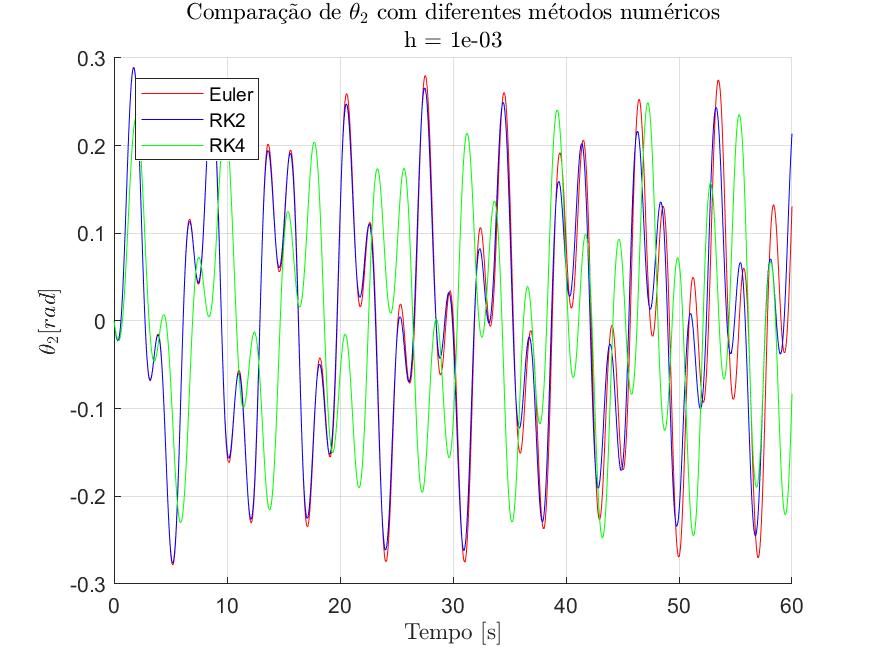 Comparação de θ₂ com diferentes métodos numéricos
h = 1e-03
0.3
0.2
0.1
0
-0.1
-0.2
-0.3
θ₂[rad]
Euler
RK2
RK4
0 10 20 30 40 50 60
Tempo [s]